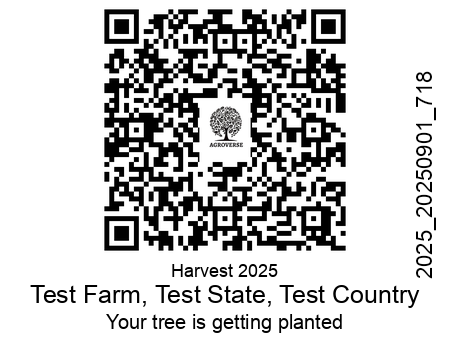 AGROVERSE
2025_20250901_718
Harvest 2025
Test Farm, Test State, Test Country
Your tree is getting planted